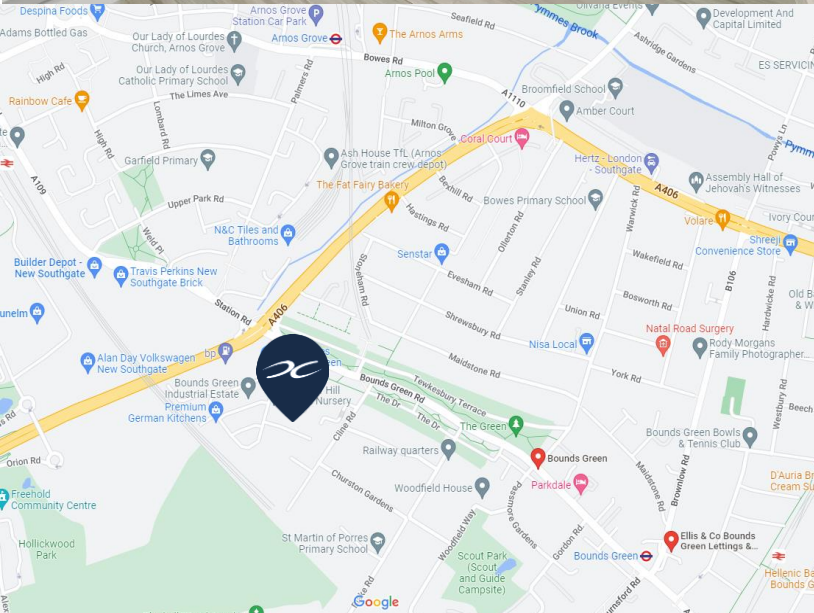 Despina Foods
Arnos Grove
Station Car Park
Seafield Rd
Olivana Events
Development And
Capital Limited
Adams Bottled Gas
Our Lady of Lourdes
Church, Arnos Grove
Arnos Grove
The Arnos Arms
Pymmes Brook
Ashridge Gardens
Bowes Rd
ES SERVICIN
High Rd
Our Lady of Lourdes
Catholic Primary School
Palmers Rd
Arnos Pool
Broomfield School
Rainbow Cafe
The Limes Ave
A1110
Amber Court
Lombard Rd
Milton Grove
Coral Court
Powys Ln
High Rd
Garfield Primary
Ash House TfL (Arnos
Grove train crew depot)
Hertz - London
- Southgate
Pymm
A109
The Fat Fairy Bakery
Bexhill Rd
A406
Assembly Hall of
Jehovah's Witnesses
Upper Park Rd
Bowes Primary School
Warwick Rd
Hastings Rd
Ollerton Rd
Volare
Ivory Cour
Weld Pl
N&C Tiles and
Bathrooms
Shreeji
Convenience Store
Builder Depot -
New Southgate
Senstar
Wakefield Rd
Travis Perkins New
Southgate Brick
Stanley Rd
Evesham Rd
B106
Hardwicke Rd
Bosworth Rd
Old B
& W
unelm
Station Rd
A406
Union Rd
Shrewsbury Rd
Natal Road Surgery
Nisa Local
Rody Morgans
Family Photographer...
Alan Day Volkswagen
New Southgate
bp
een
Maidstone Rd
York Rd
Bounds Green
Industrial Estate
Hill
Nursery
Bounds Green Rd
Tewkesbury Terrace
The Dr
The Dr
Westbury Rd
Beech
Premium
German Kitchens
Cline Rd
The Green
Bounds Green Bowls
& Tennis Club
Railway quarters
Bounds Green
Orion Rd
Maidstone Rd
Brownlow Rd
D'Auria Br
Cream Su
Churston Gardens
Woodfield House
Parkdale
Freehold
Community Centre
Passmore Gardens
Woodfield Way
Gordon Rd.
Hollickwood
Park
St Martin of Porres
Primary School
Ellis & Co Bounds
Green Lettings &...
Scout Park
(Scout
and Guide
Campsite)
Bounds Green
Hellenic Ba
Bounds G
Google